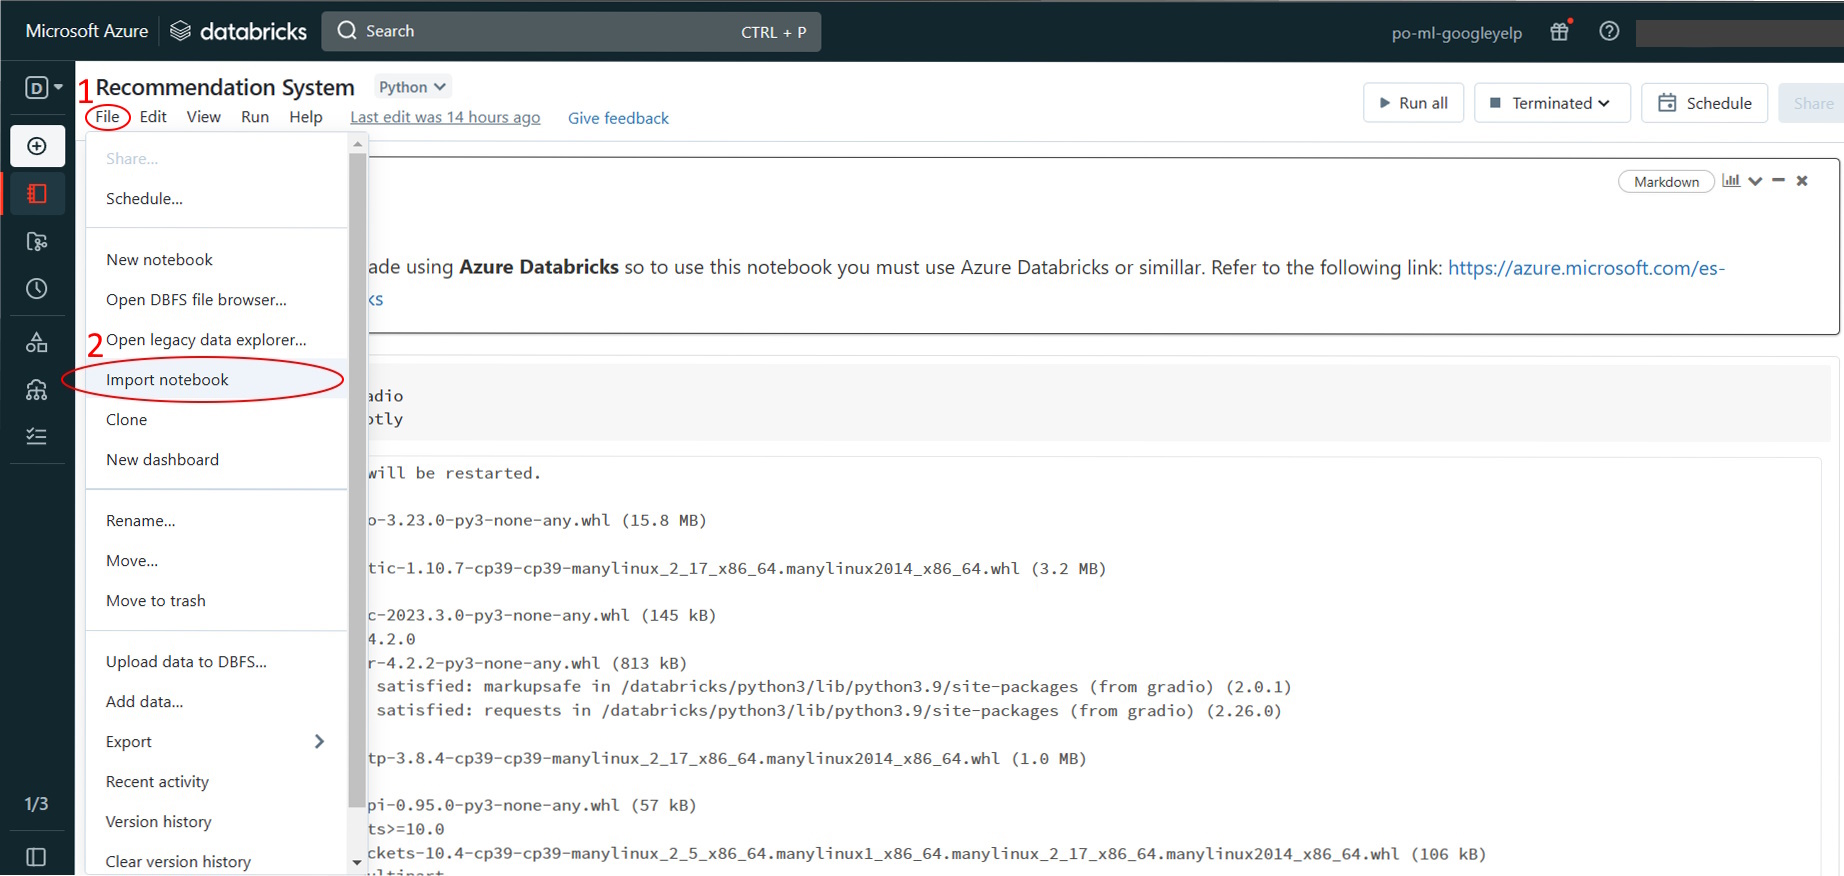 Microsoft Azure databricks Search CTRL + P po-ml-googleyelp
D
1 Recommendation System Python
File Edit View Run Help Last edit was 14 hours ago Give feedback
Run all Terminated Schedule Share
Share...
Schedule...
New notebook
Open DBFS file browser...
2 Open legacy data explorer...
Import notebook
Clone
New dashboard
Rename...
Move...
Move to trash
Upload data to DBFS...
Add data...
Export
Recent activity
Version history
Clear version history
1/3
Markdown
ade using Azure Databricks so to use this notebook you must use Azure Databricks or simillar. Refer to the following link: https://azure.microsoft.com/es-
ks
adio
otly
will be restarted.
o-3.23.0-py3-none-any.whl (15.8 MB)
tic-1.10.7-cp39-cp39-manylinux_2_17_x86_64.manylinux2014_x86_64.whl (3.2 MB)
c-2023.3.0-py3-none-any.whl (145 kB)
4.2.0
r-4.2.2-py3-none-any.whl (813 kB)
satisfied: markupsafe in /databricks/python3/lib/python3.9/site-packages (from gradio) (2.0.1)
satisfied: requests in /databricks/python3/lib/python3.9/site-packages (from gradio) (2.26.0)
tp-3.8.4-cp39-cp39-manylinux_2_17_x86_64.manylinux2014_x86_64.whl (1.0 MB)
pi-0.95.0-py3-none-any.whl (57 kB)
ts>=10.0
ckets-10.4-cp39-cp39-manylinux_2_5_x86_64.manylinux1_x86_64.manylinux_2_17_x86_64.manylinux2014_x86_64.whl (106 kB)